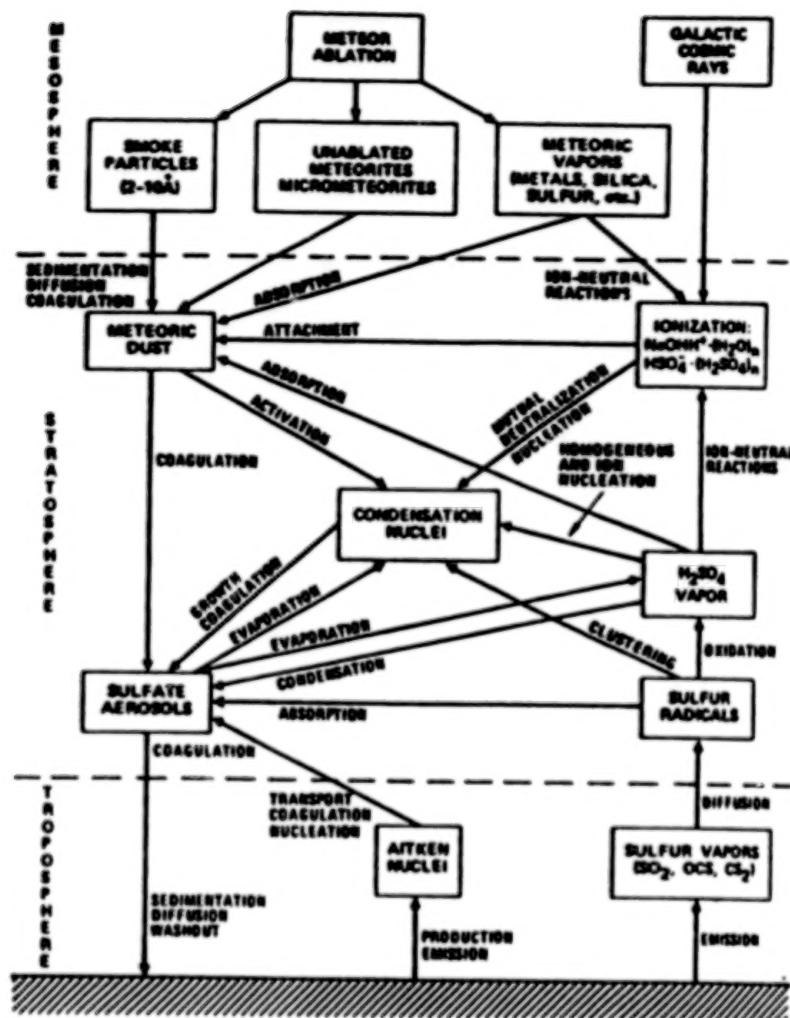 MESOSPHERE
METEOR
ABLATION
GALACTIC
COSMIC
RAYS
SMOKE
PARTICLES
(2-10Å)
UNABLATED
METEORITES
MICROMETEORITES
METEORIC
VAPORS
(METALS, SILICA,
SULFUR, etc.)
SEDIMENTATION
DIFFUSION
COAGULATION
ABSORPTION
ION-NEUTRAL
REACTIONS
STRATOSPHERE
METEORIC
DUST
ATTACHMENT
IONIZATION:
HSO₄⁻·(H₂SO₄)ₙ
ABSORPTION
ACTIVATION
MUTUAL
NEUTRALIZATION
NUCLEATION
COAGULATION
HOMOGENEOUS
AND ION
NUCLEATION
ION-NEUTRAL
REACTIONS
CONDENSATION
NUCLEI
H₂SO₄
VAPOR
GROWTH
COAGULATION
EVAPORATION
EVAPORATION
CONDENSATION
CLUSTERING
OXIDATION
SULFATE
AEROSOLS
ABSORPTION
SULFUR
RADICALS
COAGULATION
TROPOSPHERE
TRANSPORT
COAGULATION
NUCLEATION
DIFFUSION
AITKEN
NUCLEI
SULFUR VAPORS
(SO₂, OCS, CS₂)
SEDIMENTATION
DIFFUSION
WASHOUT
PRODUCTION
EMISSION
EMISSION